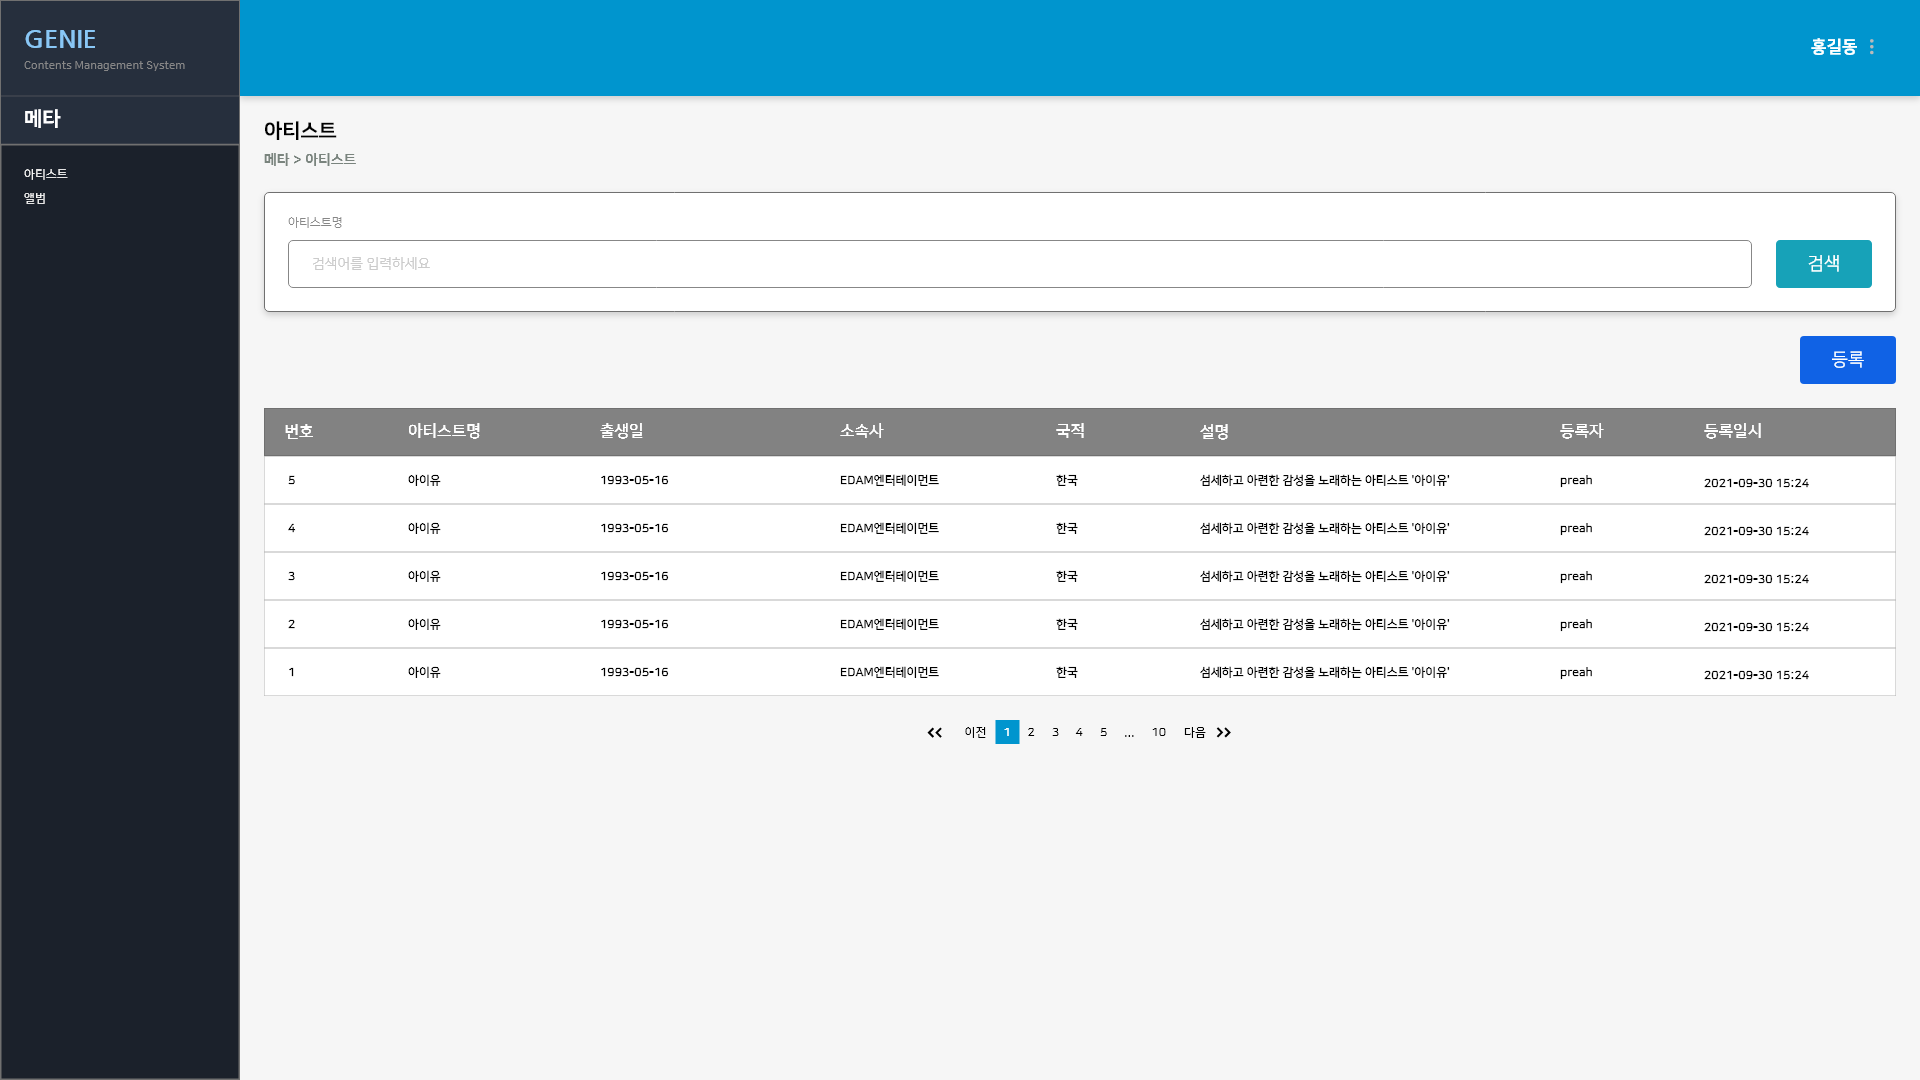 GENIE
Contents Management System
메타
아티스트
앨범
홍길동
아티스트
메타 > 아티스트
아티스트명
검색어를 입력하세요
검색
등록
번호 아티스트명 출생일 소속사 국적 설명 등록자 등록일시
5 아이유 1993-05-16 EDAM엔터테이먼트 한국 섬세하고 아련한 감성을 노래하는 아티스트 '아이유' preah 2021-09-30 15:24
4 아이유 1993-05-16 EDAM엔터테이먼트 한국 섬세하고 아련한 감성을 노래하는 아티스트 '아이유' preah 2021-09-30 15:24
3 아이유 1993-05-16 EDAM엔터테이먼트 한국 섬세하고 아련한 감성을 노래하는 아티스트 '아이유' preah 2021-09-30 15:24
2 아이유 1993-05-16 EDAM엔터테이먼트 한국 섬세하고 아련한 감성을 노래하는 아티스트 '아이유' preah 2021-09-30 15:24
1 아이유 1993-05-16 EDAM엔터테이먼트 한국 섬세하고 아련한 감성을 노래하는 아티스트 '아이유' preah 2021-09-30 15:24
이전 1 2 3 4 5 ... 10 다음